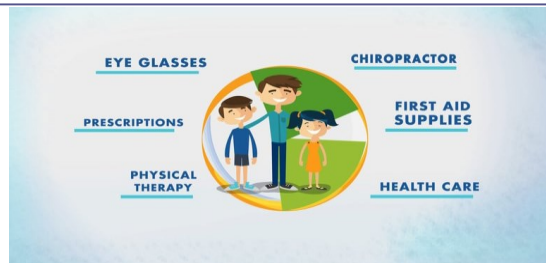 EYE GLASSES
PRESCRIPTIONS
PHYSICAL
THERAPY
CHIROPRACTOR
FIRST AID
SUPPLIES
HEALTH CARE